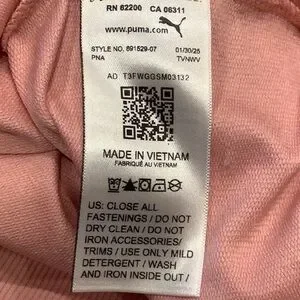 RN 62200 CA 06311
www.puma.com
STYLE NO. 691529-07 01/30/25
PNA TVNWV
AD T3FWGGSM03132
MADE IN VIETNAM
FABRIQUÉ AU VIETNAM
US: CLOSE ALL
FASTENINGS / DO NOT
DRY CLEAN / DO NOT
IRON ACCESSORIES/
TRIMS / USE ONLY MILD
DETERGENT / WASH
AND IRON INSIDE OUT /